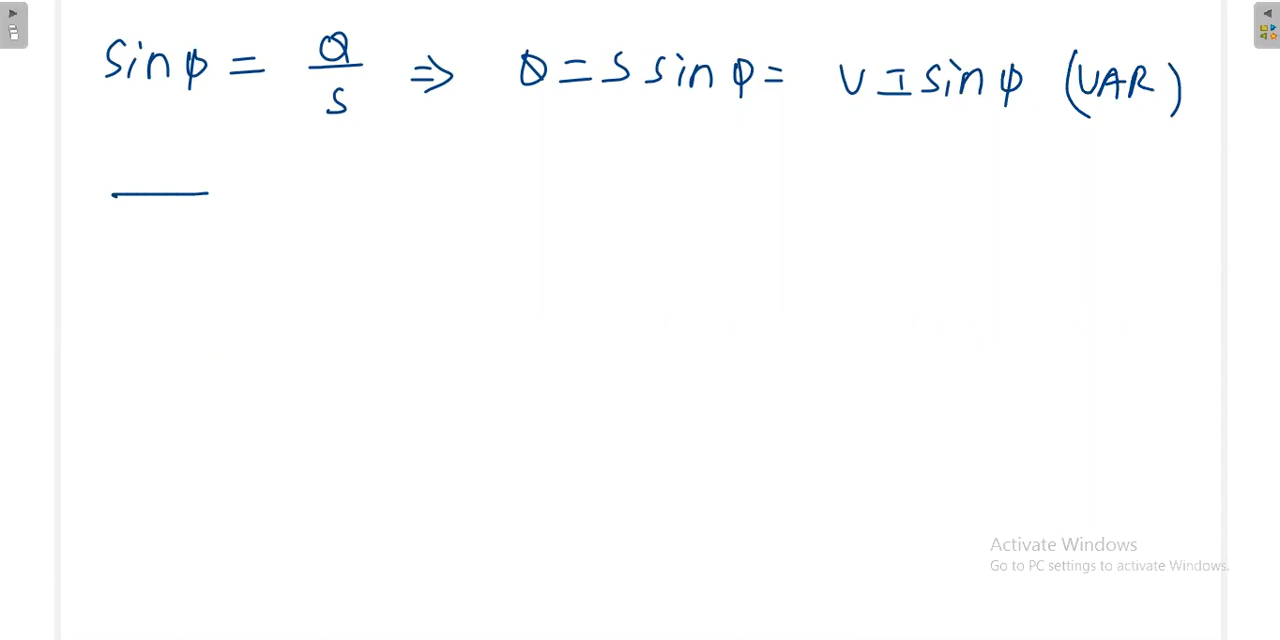 sin φ = Q/S ⇒ Q = S sin φ = V I sin φ (VAR)
Activate Windows
Go to PC settings to activate Windows.